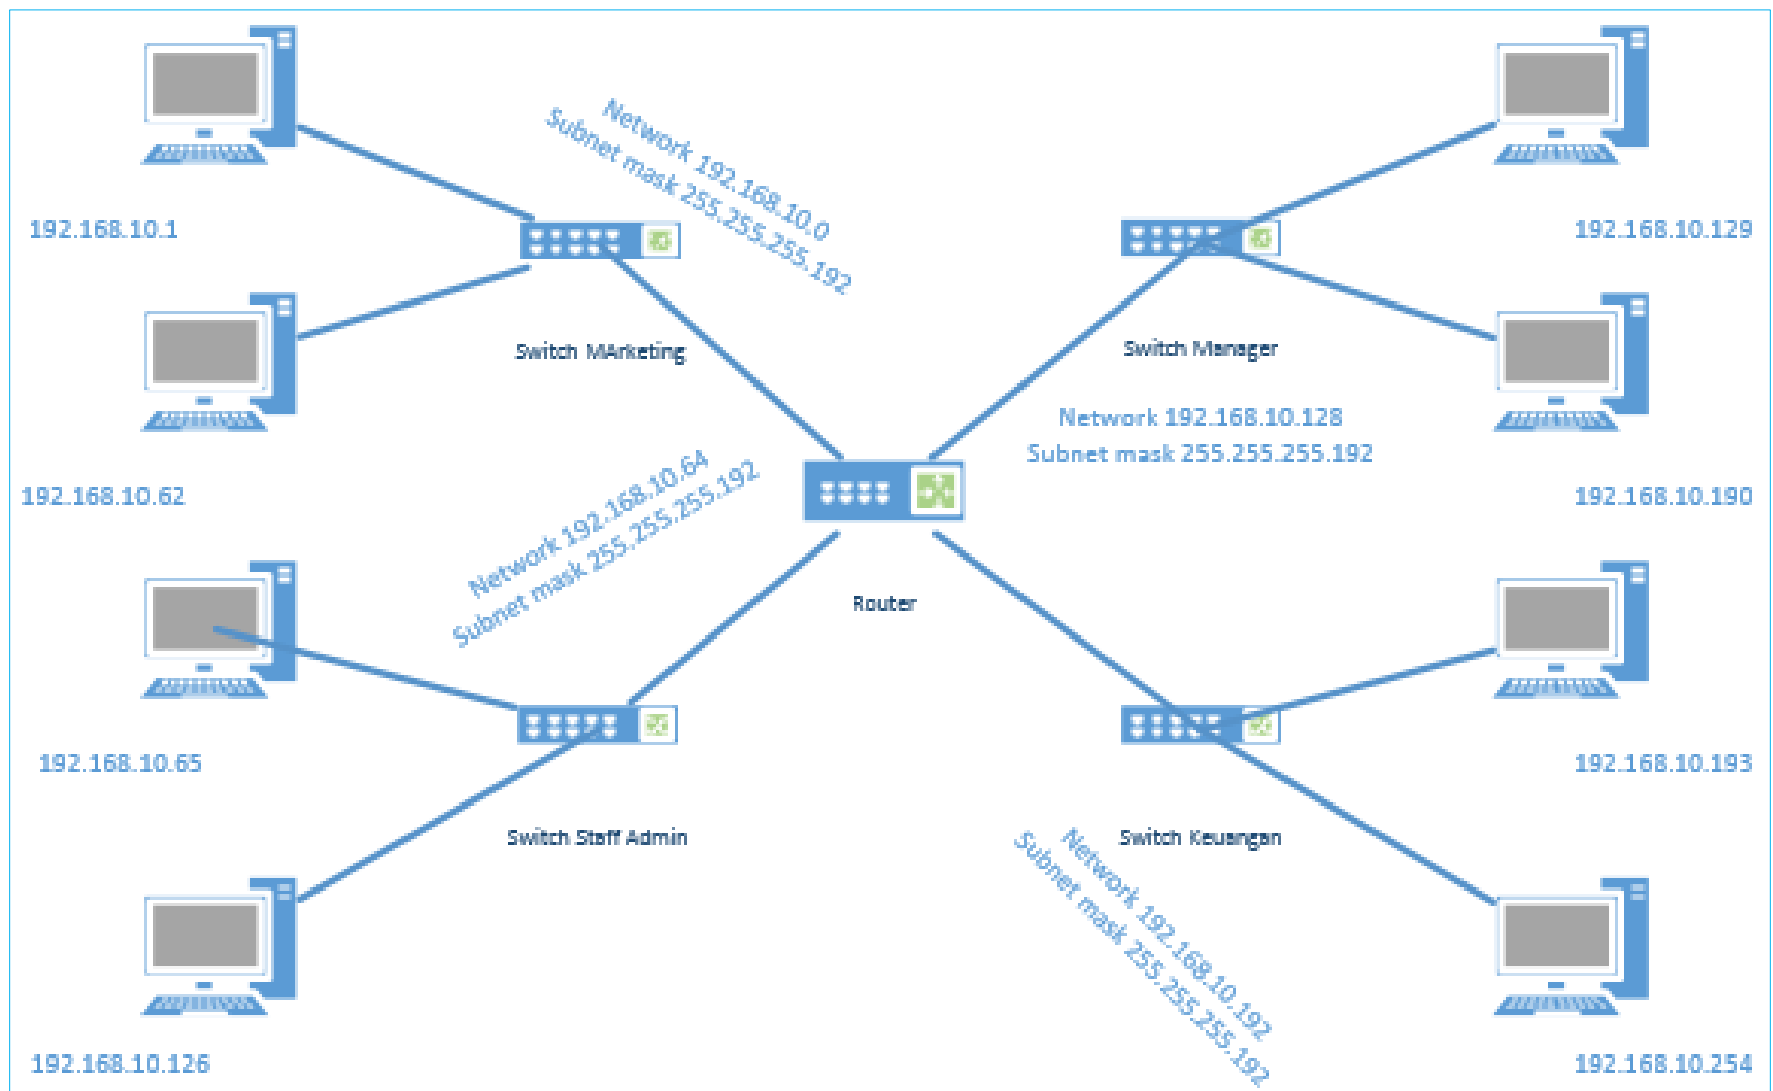 192.168.10.1
192.168.10.62
192.168.10.65
192.168.10.126
Network 192.168.10.0
Subnet mask 255.255.255.192
Switch MArketing
Network 192.168.10.64
Subnet mask 255.255.255.192
Switch Staff Admin
Router
Switch Manager
Network 192.168.10.128
Subnet mask 255.255.255.192
Switch Keuangan
Network 192.168.10.192
Subnet mask 255.255.255.192
192.168.10.129
192.168.10.190
192.168.10.193
192.168.10.254